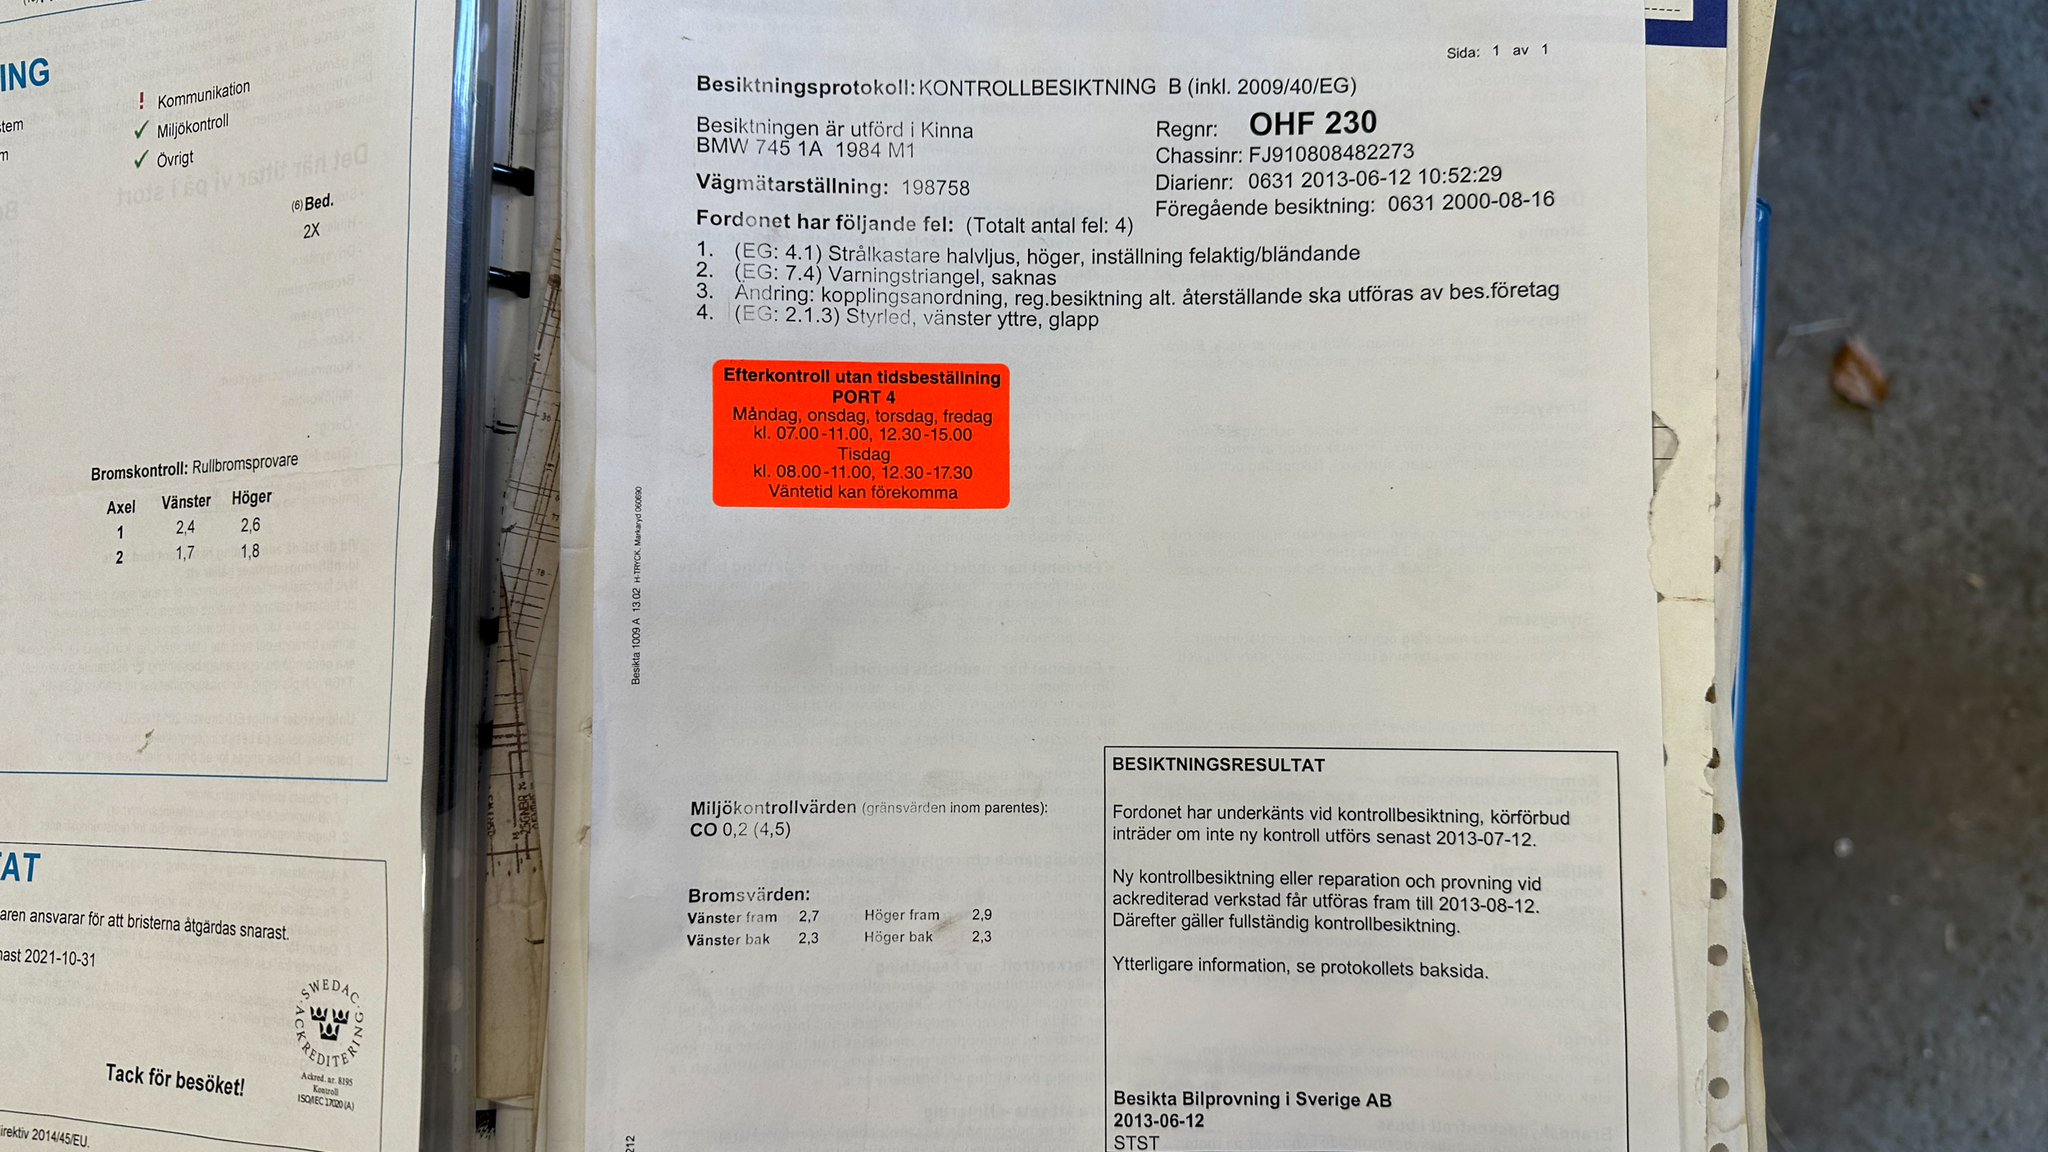 ING
stem
m
! Kommunikation
✓ Miljökontroll
✓ Övrigt
(6) Bed.
2X
Bromskontroll: Rullbromsprovare
Axel Vänster Höger
1 2,4 2,6
2 1,7 1,8
TAT
aren ansvarar för att bristerna åtgärdas snarast.
nast 2021-10-31
SWEDAC ACKREDITERING
Ackred. nr. 8195
Kontroll
ISO/IEC 17020 (A)
Tack för besöket!
irektiv 2014/45/EU.
Sida: 1 av 1
Besiktningsprotokoll: KONTROLLBESIKTNING B (inkl. 2009/40/EG)
Besiktningen är utförd i Kinna
BMW 745 1A 1984 M1
Vägmätarställning: 198758
Regnr: OHF 230
Chassinr: FJ910808482273
Diarienr: 0631 2013-06-12 10:52:29
Föregående besiktning: 0631 2000-08-16
Fordonet har följande fel: (Totalt antal fel: 4)
1. (EG: 4.1) Strålkastare halvljus, höger, inställning felaktig/bländande
2. (EG: 7.4) Varningstriangel, saknas
3. Ändring: kopplingsanordning, reg.besiktning alt. återställande ska utföras av bes.företag
4. (EG: 2.1.3) Styrled, vänster yttre, glapp
Efterkontroll utan tidsbeställning
PORT 4
Måndag, onsdag, torsdag, fredag
kl. 07.00-11.00, 12.30-15.00
Tisdag
kl. 08.00-11.00, 12.30-17.30
Väntetid kan förekomma
Besikta 1009 A 13.02 H-TRYCK, Markaryd 060690
Miljökontrollvärden (gränsvärden inom parentes):
CO 0,2 (4,5)
Bromsvärden:
Vänster fram 2,7 Höger fram 2,9
Vänster bak 2,3 Höger bak 2,3
BESIKTNINGSRESULTAT
Fordonet har underkänts vid kontrollbesiktning, körförbud
inträder om inte ny kontroll utförs senast 2013-07-12.
Ny kontrollbesiktning eller reparation och provning vid
ackrediterad verkstad får utföras fram till 2013-08-12.
Därefter gäller fullständig kontrollbesiktning.
Ytterligare information, se protokollets baksida.
Besikta Bilprovning i Sverige AB
2013-06-12
STST
212